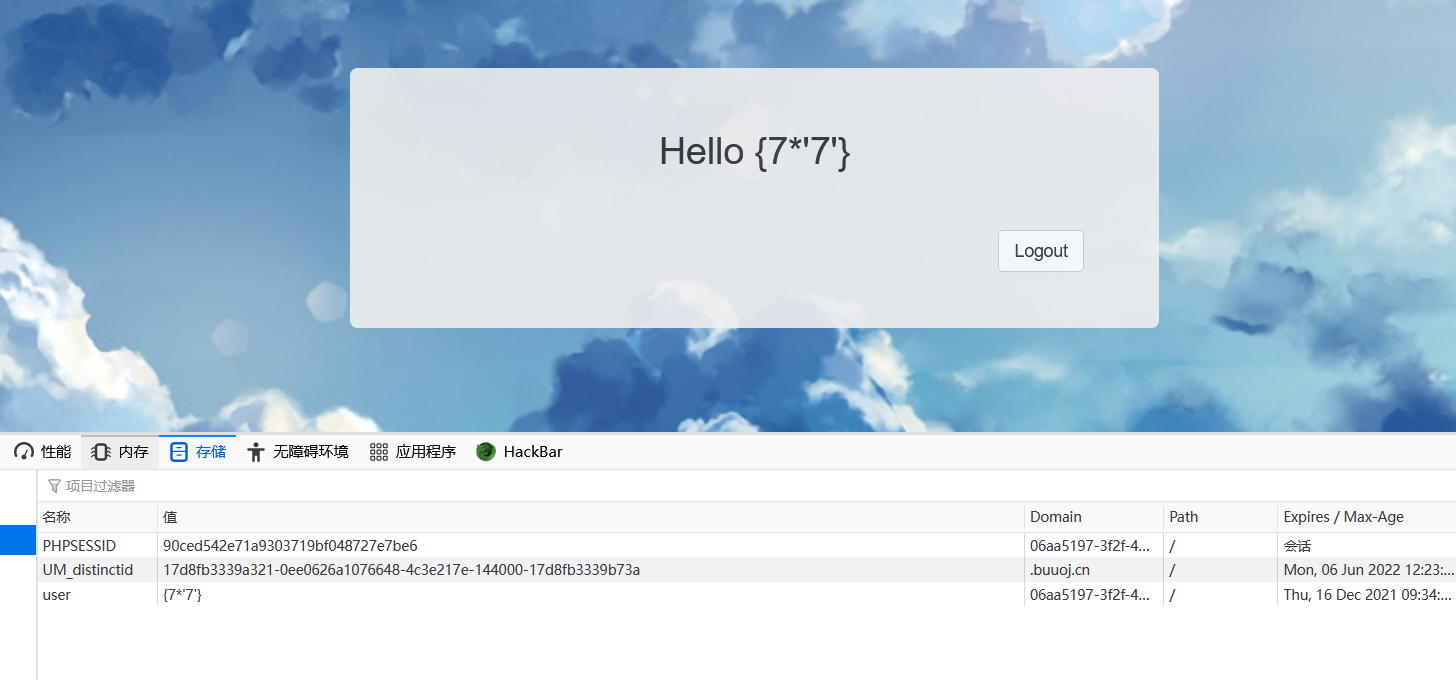 Hello {7*'7'}
Logout
性能 内存 存储 无障碍环境 应用程序 HackBar
项目过滤器
名称 值 Domain Path Expires / Max-Age
PHPSESSID 90ced542e71a9303719bf048727e7be6 06aa5197-3f2f-4... / 会话
UM_distinctid 17d8fb3339a321-0ee0626a1076648-4c3e217e-144000-17d8fb3339b73a .buuoj.cn / Mon, 06 Jun 2022 12:23:...
user {7*'7'} 06aa5197-3f2f-4... / Thu, 16 Dec 2021 09:34:...